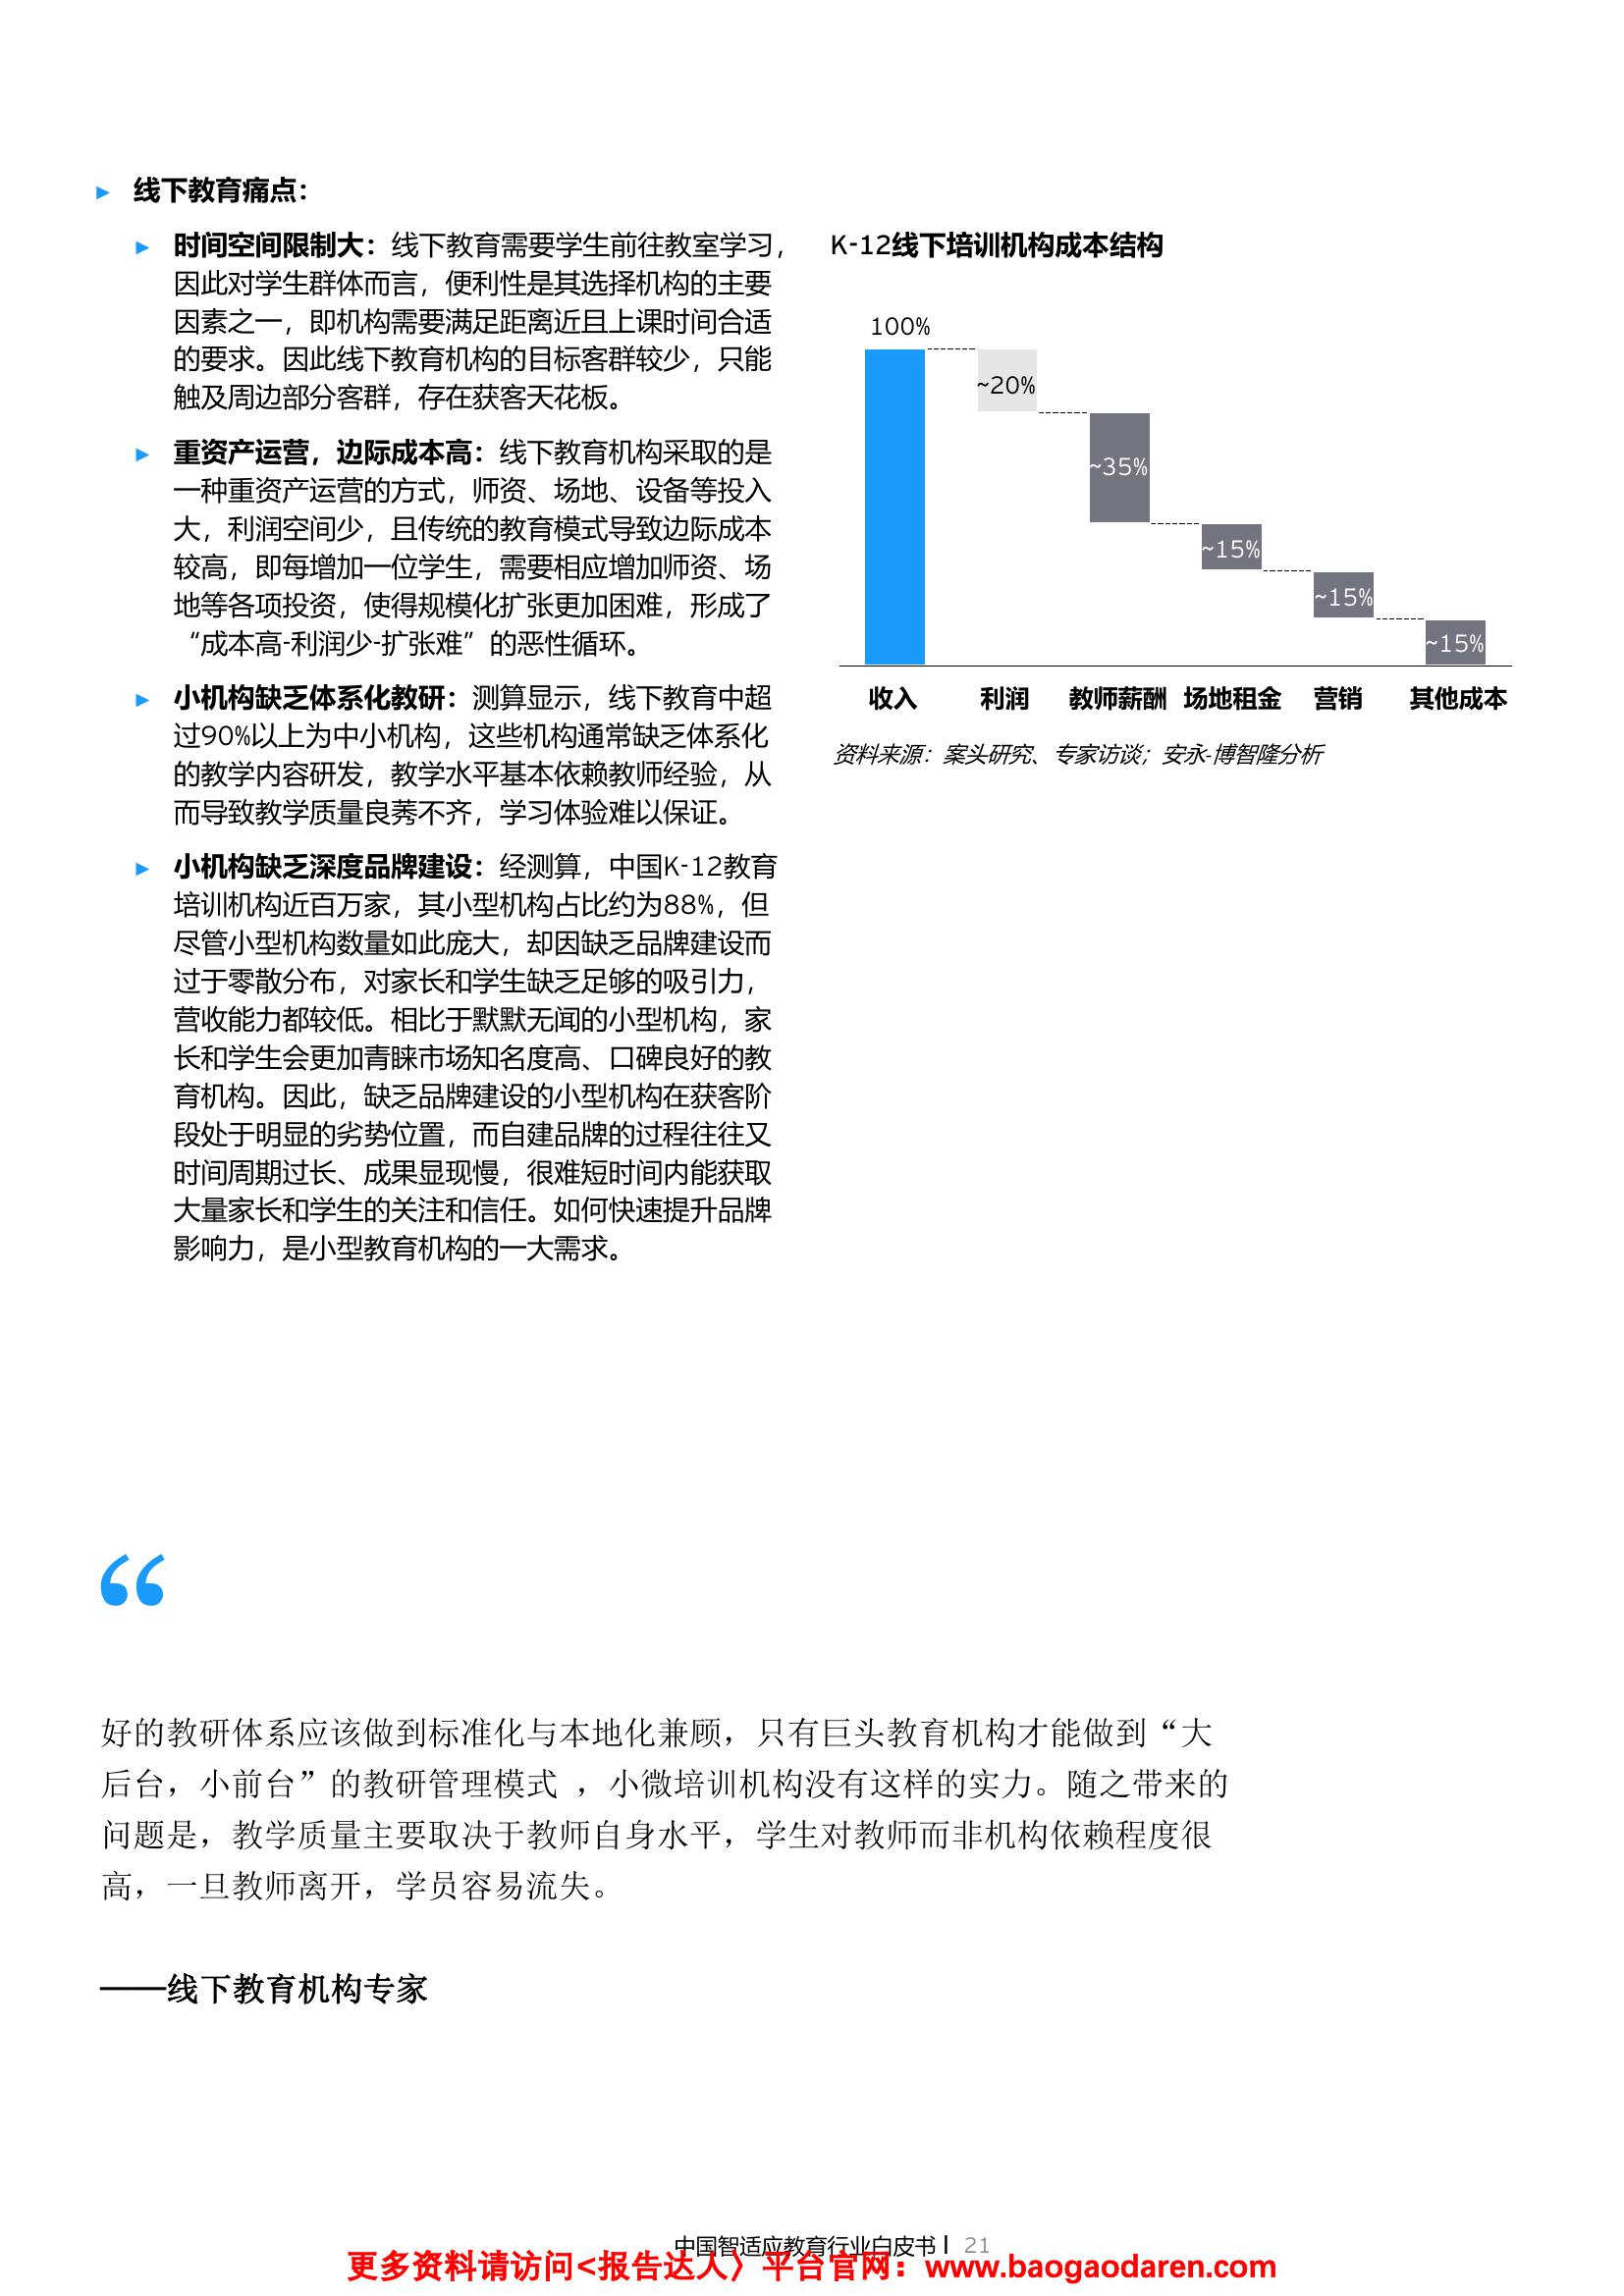 ► 线下教育痛点：
► 时间空间限制大：线下教育需要学生前往教室学习，
因此对学生群体而言，便利性是其选择机构的主要
因素之一，即机构需要满足距离近且上课时间合适
的要求。因此线下教育机构的目标客群较少，只能
触及周边部分客群，存在获客天花板。
► 重资产运营，边际成本高：线下教育机构采取的是
一种重资产运营的方式，师资、场地、设备等投入
大，利润空间少，且传统的教育模式导致边际成本
较高，即每增加一位学生，需要相应增加师资、场
地等各项投资，使得规模化扩张更加困难，形成了
“成本高-利润少-扩张难”的恶性循环。
► 小机构缺乏体系化教研：测算显示，线下教育中超
过90%以上为中小机构，这些机构通常缺乏体系化
的教学内容研发，教学水平基本依赖教师经验，从
而导致教学质量良莠不齐，学习体验难以保证。
► 小机构缺乏深度品牌建设：经测算，中国K-12教育
培训机构近百万家，其小型机构占比约为88%，但
尽管小型机构数量如此庞大，却因缺乏品牌建设而
过于零散分布，对家长和学生缺乏足够的吸引力，
营收能力都较低。相比于默默无闻的小型机构，家
长和学生会更加青睐市场知名度高、口碑良好的教
育机构。因此，缺乏品牌建设的小型机构在获客阶
段处于明显的劣势位置，而自建品牌的过程往往又
时间周期过长、成果显现慢，很难短时间内能获取
大量家长和学生的关注和信任。如何快速提升品牌
影响力，是小型教育机构的一大需求。
K-12线下培训机构成本结构
100%
~20%
~35%
~15%
~15%
~15%
收入 利润 教师薪酬 场地租金 营销 其他成本
资料来源：案头研究、专家访谈；安永-博智隆分析
“
好的教研体系应该做到标准化与本地化兼顾，只有巨头教育机构才能做到“大
后台，小前台”的教研管理模式 ，小微培训机构没有这样的实力。随之带来的
问题是，教学质量主要取决于教师自身水平，学生对教师而非机构依赖程度很
高，一旦教师离开，学员容易流失。
——线下教育机构专家
中国智适应教育行业白皮书 | 21
更多资料请访问<报告达人〉平台官网：www.baogaodaren.com